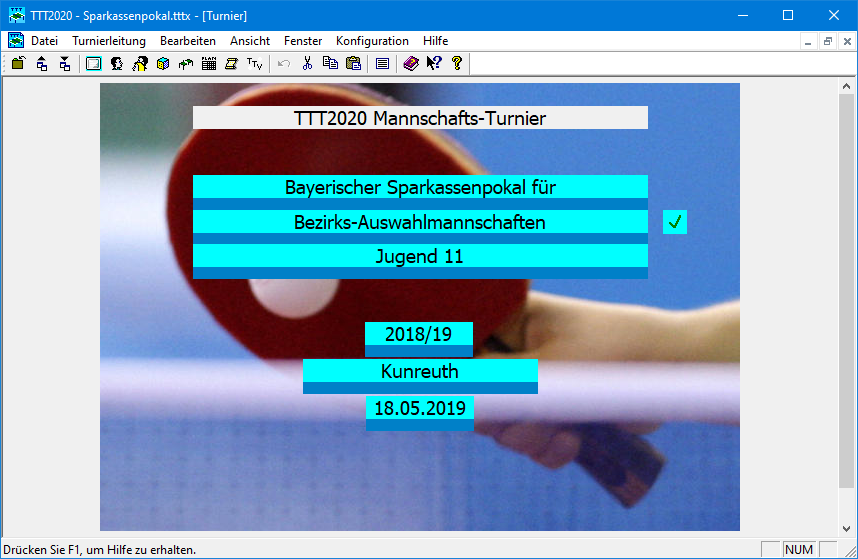 TTT2020 - Sparkassenpokal.tttx - [Turnier]
Datei Turnierleitung Bearbeiten Ansicht Fenster Konfiguration Hilfe
TTV
TTT2020 Mannschafts-Turnier
Bayerischer Sparkassenpokal für
Bezirks-Auswahlmannschaften
Jugend 11
2018/19
Kunreuth
18.05.2019
Drücken Sie F1, um Hilfe zu erhalten.
NUM